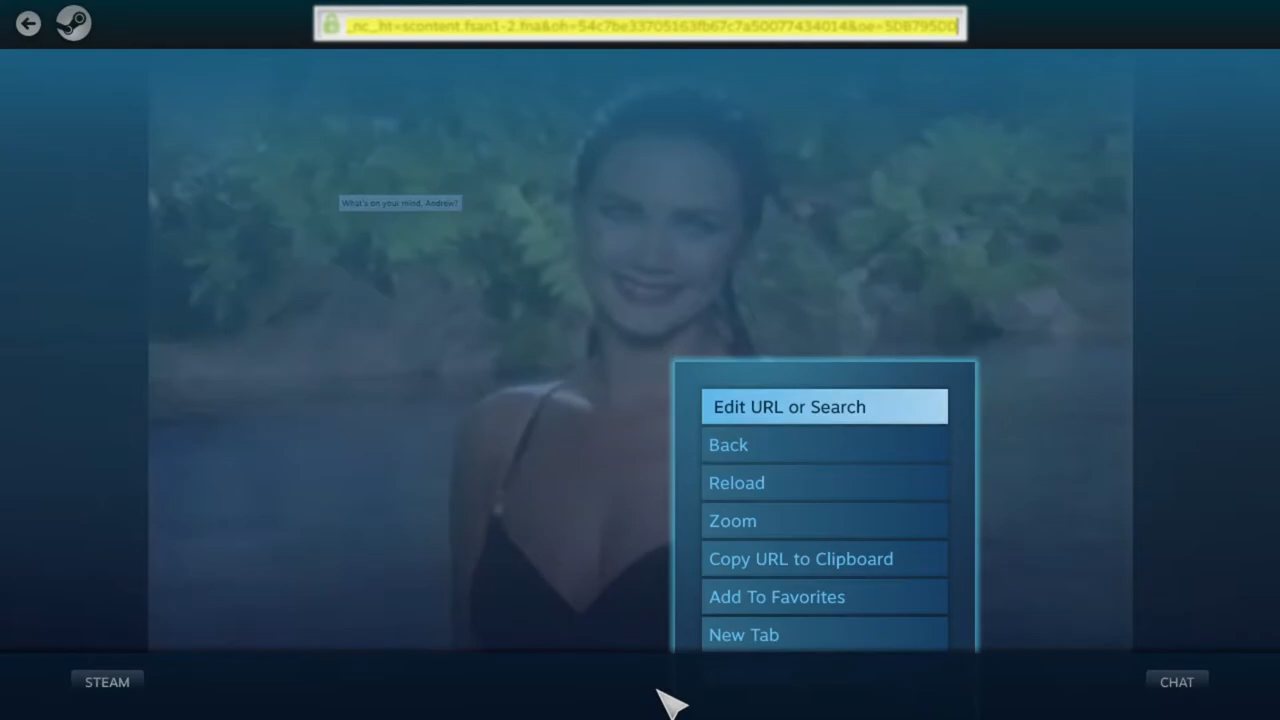 _nc_ht=scontent.fsan1-2.fna&oh=54c7be33705163fb67c7a50077434014&oe=5DB795DD
What's on your mind, Andrew?
Edit URL or Search
Back
Reload
Zoom
Copy URL to Clipboard
Add To Favorites
New Tab
STEAM
CHAT